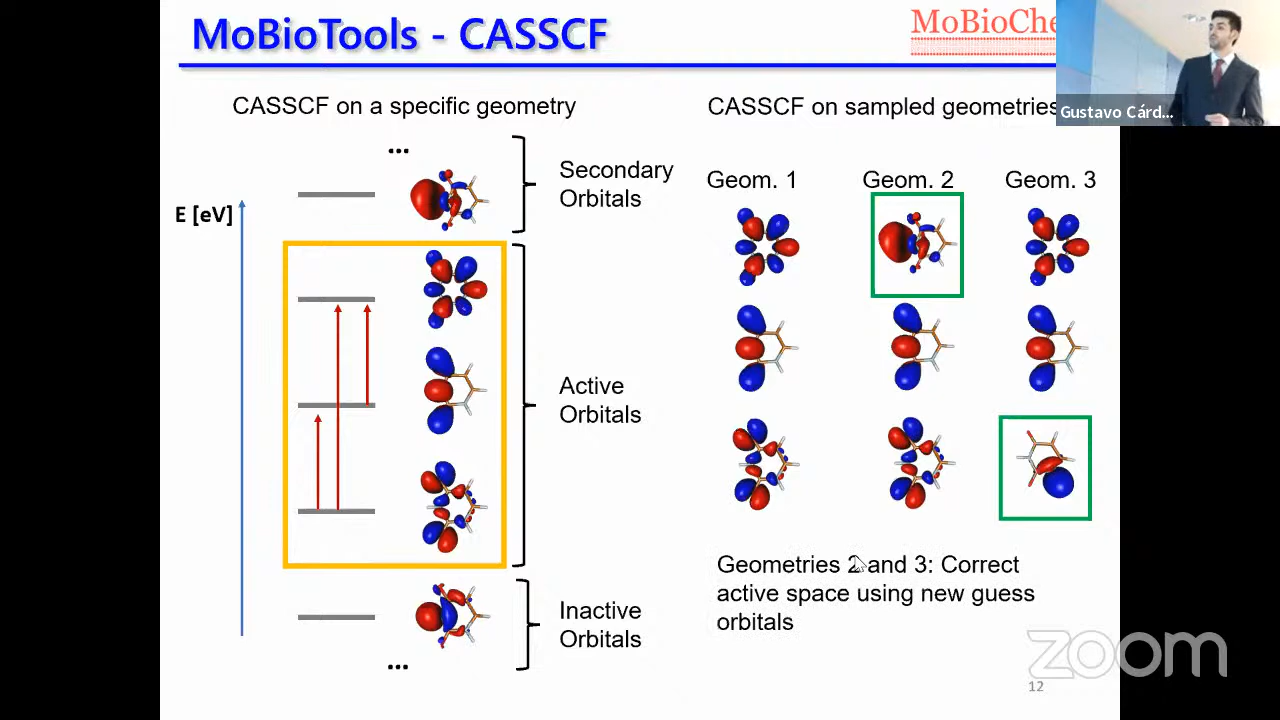 MoBioTools - CASSCF
MoBioChe
Gustavo Cárd...
CASSCF on a specific geometry
...
E [eV]
Secondary
Orbitals
Active
Orbitals
Inactive
Orbitals
...
CASSCF on sampled geometries
Geom. 1
Geom. 2
Geom. 3
Geometries 2 and 3: Correct
active space using new guess
orbitals
zoom
12